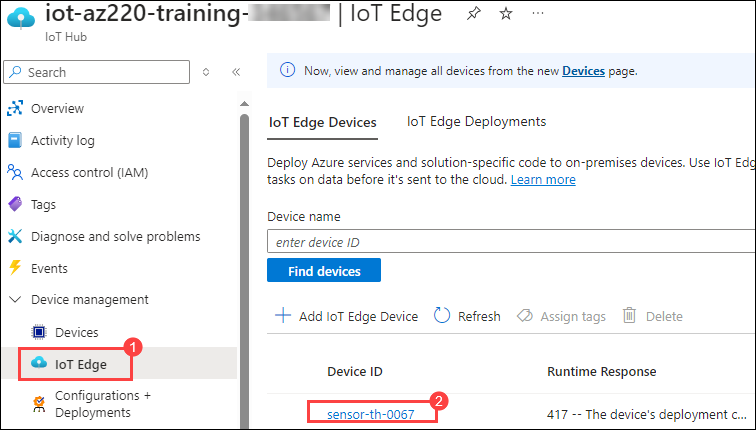 iot-az220-training- | IoT Edge
IoT Hub
Search
Overview
Activity log
Access control (IAM)
Tags
Diagnose and solve problems
Events
Device management
Devices
IoT Edge
1
Configurations +
Deployments
Now, view and manage all devices from the new Devices page.
IoT Edge Devices
IoT Edge Deployments
Deploy Azure services and solution-specific code to on-premises devices. Use IoT Edg
tasks on data before it's sent to the cloud. Learn more
Device name
enter device ID
Find devices
Add IoT Edge Device
Refresh
Assign tags
Delete
Device ID
Runtime Response
sensor-th-0067
2
417 -- The device's deployment c...